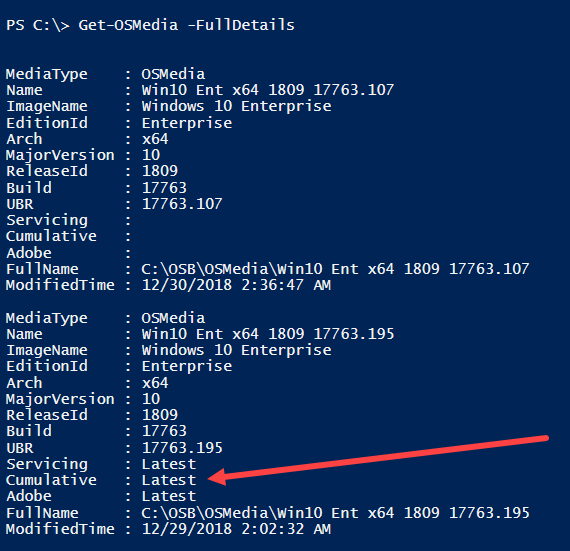 PS C:\> Get-OSMedia -FullDetails
MediaType : OSMedia
Name : Win10 Ent x64 1809 17763.107
ImageName : Windows 10 Enterprise
EditionId : Enterprise
Arch : x64
MajorVersion : 10
ReleaseId : 1809
Build : 17763
UBR : 17763.107
Servicing :
Cumulative :
Adobe :
FullName : C:\OSB\OSMedia\Win10 Ent x64 1809 17763.107
ModifiedTime : 12/30/2018 2:36:47 AM
MediaType : OSMedia
Name : Win10 Ent x64 1809 17763.195
ImageName : Windows 10 Enterprise
EditionId : Enterprise
Arch : x64
MajorVersion : 10
ReleaseId : 1809
Build : 17763
UBR : 17763.195
Servicing : Latest
Cumulative : Latest
Adobe : Latest
FullName : C:\OSB\OSMedia\Win10 Ent x64 1809 17763.195
ModifiedTime : 12/29/2018 2:02:32 AM